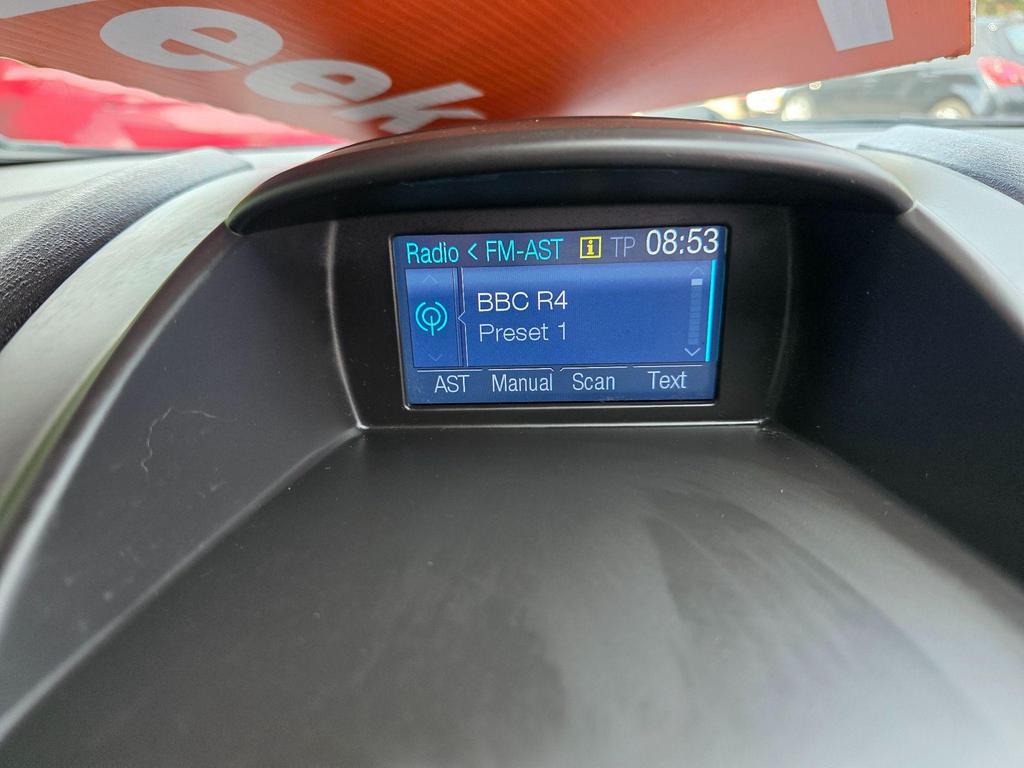 eek
Radio < FM-AST i TP 08:53
BBC R4
Preset 1
AST Manual Scan Text